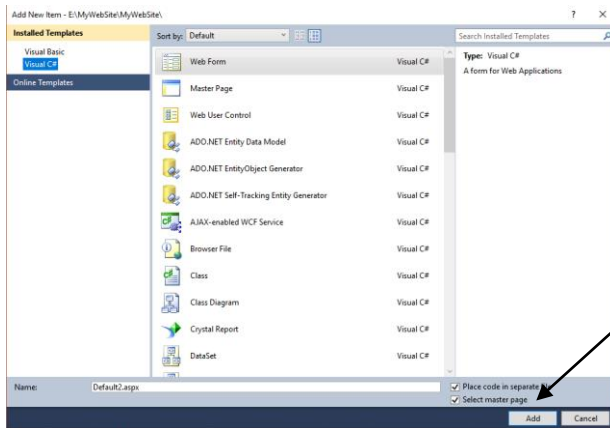 Add New Item - E:\MyWebSite\MyWebSite\
? ×
Installed Templates
Visual Basic
Visual C#
Online Templates
Sort by: Default
Search Installed Templates
Web Form Visual C#
Master Page Visual C#
Web User Control Visual C#
ADO.NET Entity Data Model Visual C#
ADO.NET EntityObject Generator Visual C#
ADO.NET Self-Tracking Entity Generator Visual C#
AJAX-enabled WCF Service Visual C#
Browser File Visual C#
Class Visual C#
Class Diagram Visual C#
Crystal Report Visual C#
DataSet Visual C#
Type: Visual C#
A form for Web Applications
Name: Default2.aspx
Place code in separate
Select master page
Add Cancel